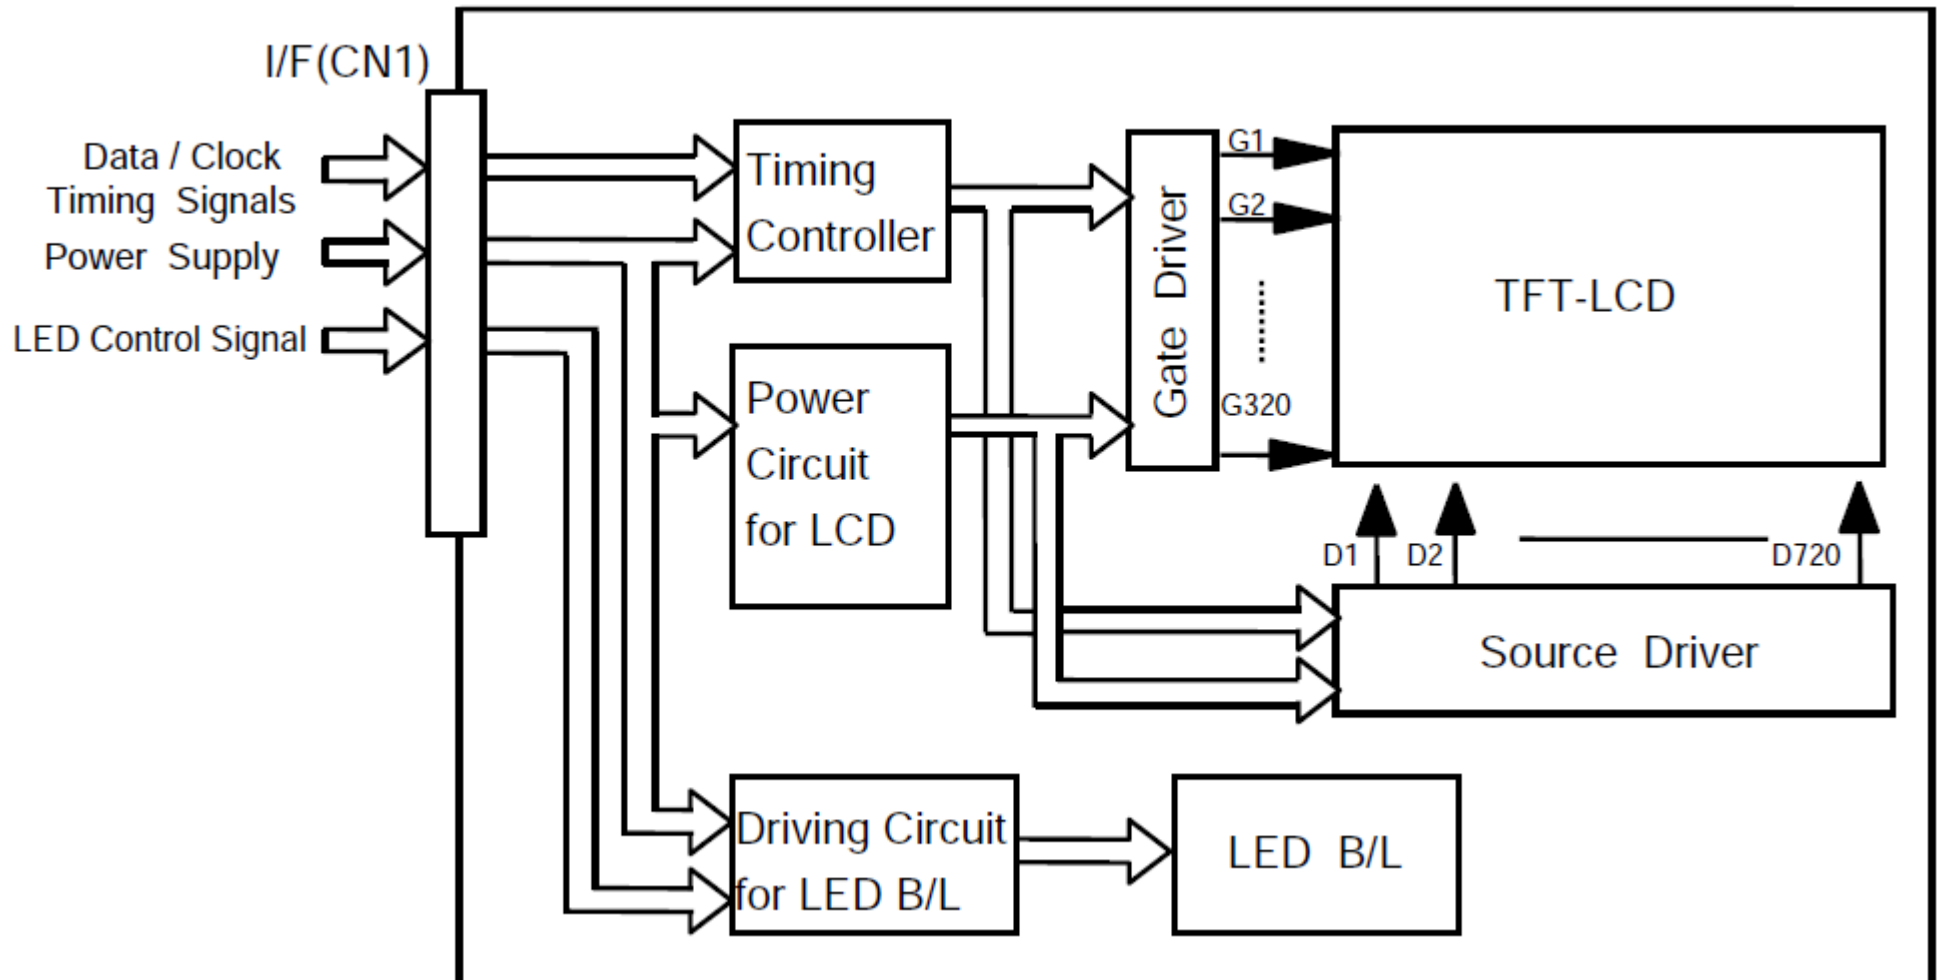 I/F(CN1)
Data / Clock
Timing Signals
Power Supply
LED Control Signal
Timing
Controller
Power
Circuit
for LCD
Gate Driver
G1
G2
G320
TFT-LCD
D1
D2
D720
Source Driver
Driving Circuit
for LED B/L
LED B/L